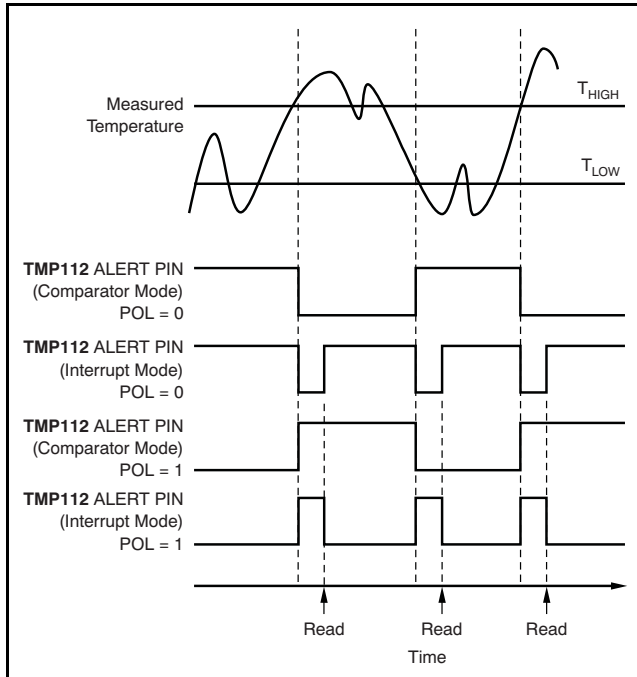 Measured
Temperature
THIGH
TLOW
TMP112 ALERT PIN
(Comparator Mode)
POL = 0
TMP112 ALERT PIN
(Interrupt Mode)
POL = 0
TMP112 ALERT PIN
(Comparator Mode)
POL = 1
TMP112 ALERT PIN
(Interrupt Mode)
POL = 1
Read Read Read
Time